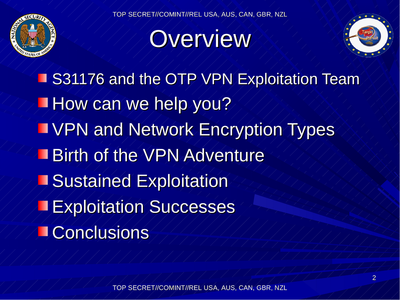 TOP SECRET//COMINT//REL USA, AUS, CAN, GBR, NZL
Overview
S31176 and the OTP VPN Exploitation Team
How can we help you?
VPN and Network Encryption Types
Birth of the VPN Adventure
Sustained Exploitation
Exploitation Successes
Conclusions
2
TOP SECRET//COMINT//REL USA, AUS, CAN, GBR, NZL